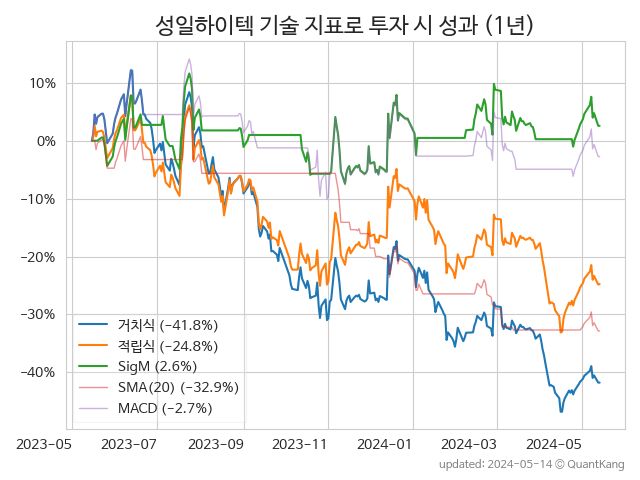 성일하이텍 기술 지표로 투자 시 성과 (1년)
10%
0%
−10%
−20%
−30%
−40%
거치식 (−41.8%)
적립식 (−24.8%)
SigM (2.6%)
SMA(20) (−32.9%)
MACD (−2.7%)
2023-05 2023-07 2023-09 2023-11 2024-01 2024-03 2024-05
updated: 2024-05-14 © QuantKang